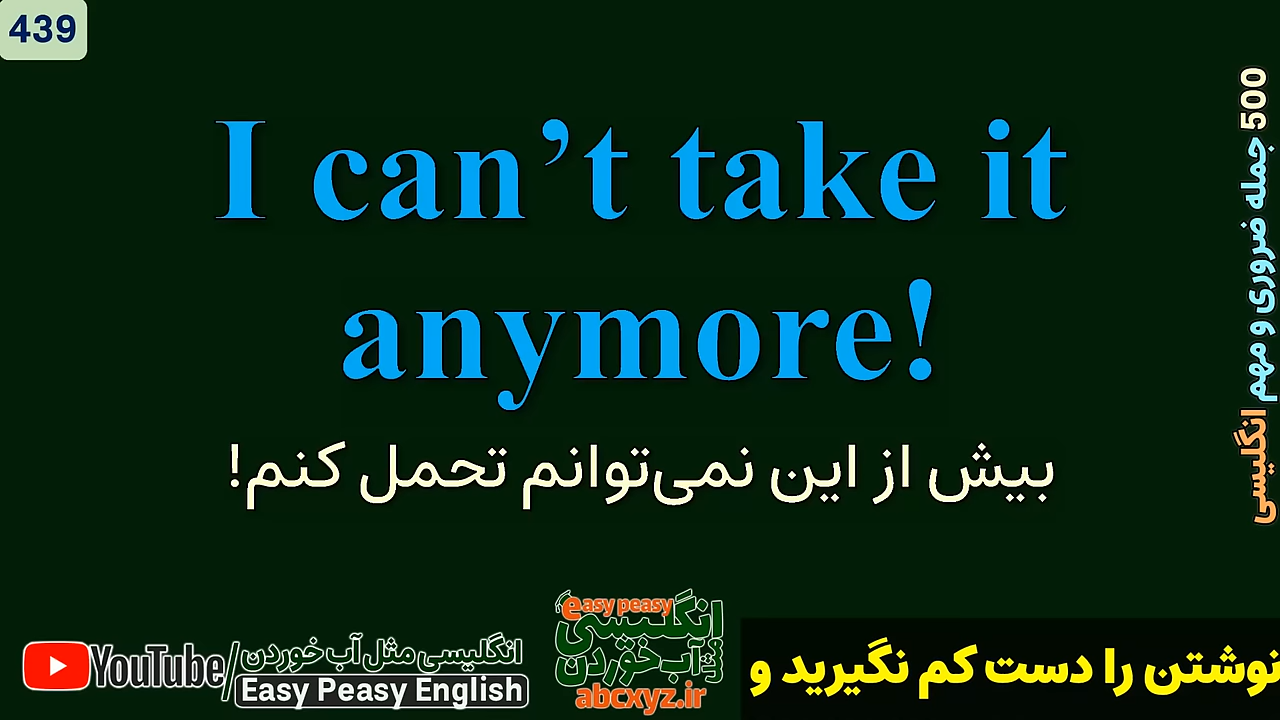 439
I can’t take it
anymore!
بیش از این نمی‌توانم تحمل کنم!
500 جمله ضروری و مهم انگلیسی
YouTube/
انگلیسی مثل آب خوردن
Easy Peasy English
easy peasy
انگلیسی
آب خوردن
abcxyz.ir
نوشتن را دست کم نگیرید و